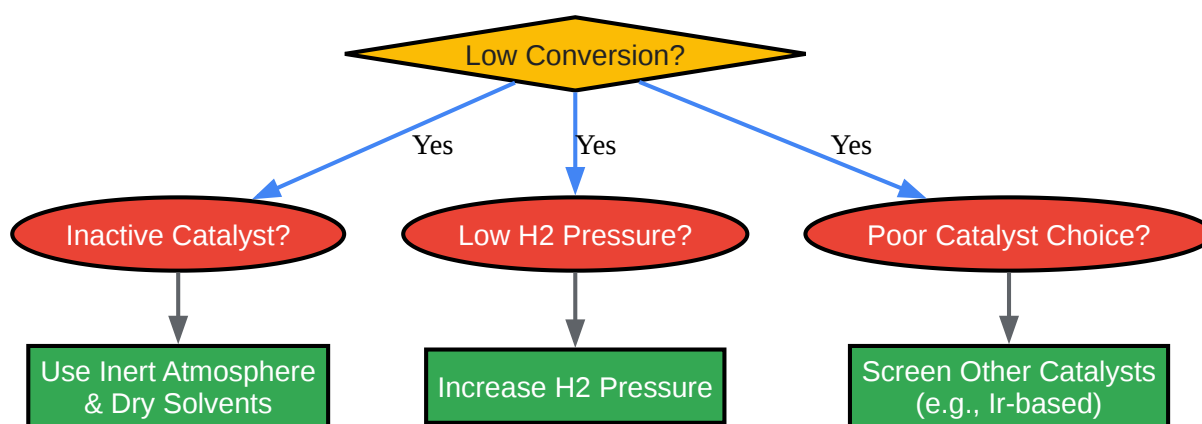 Low Conversion?
Yes
Yes
Yes
Inactive Catalyst?
Low H2 Pressure?
Poor Catalyst Choice?
Use Inert Atmosphere
& Dry Solvents
Increase H2 Pressure
Screen Other Catalysts
(e.g., Ir-based)